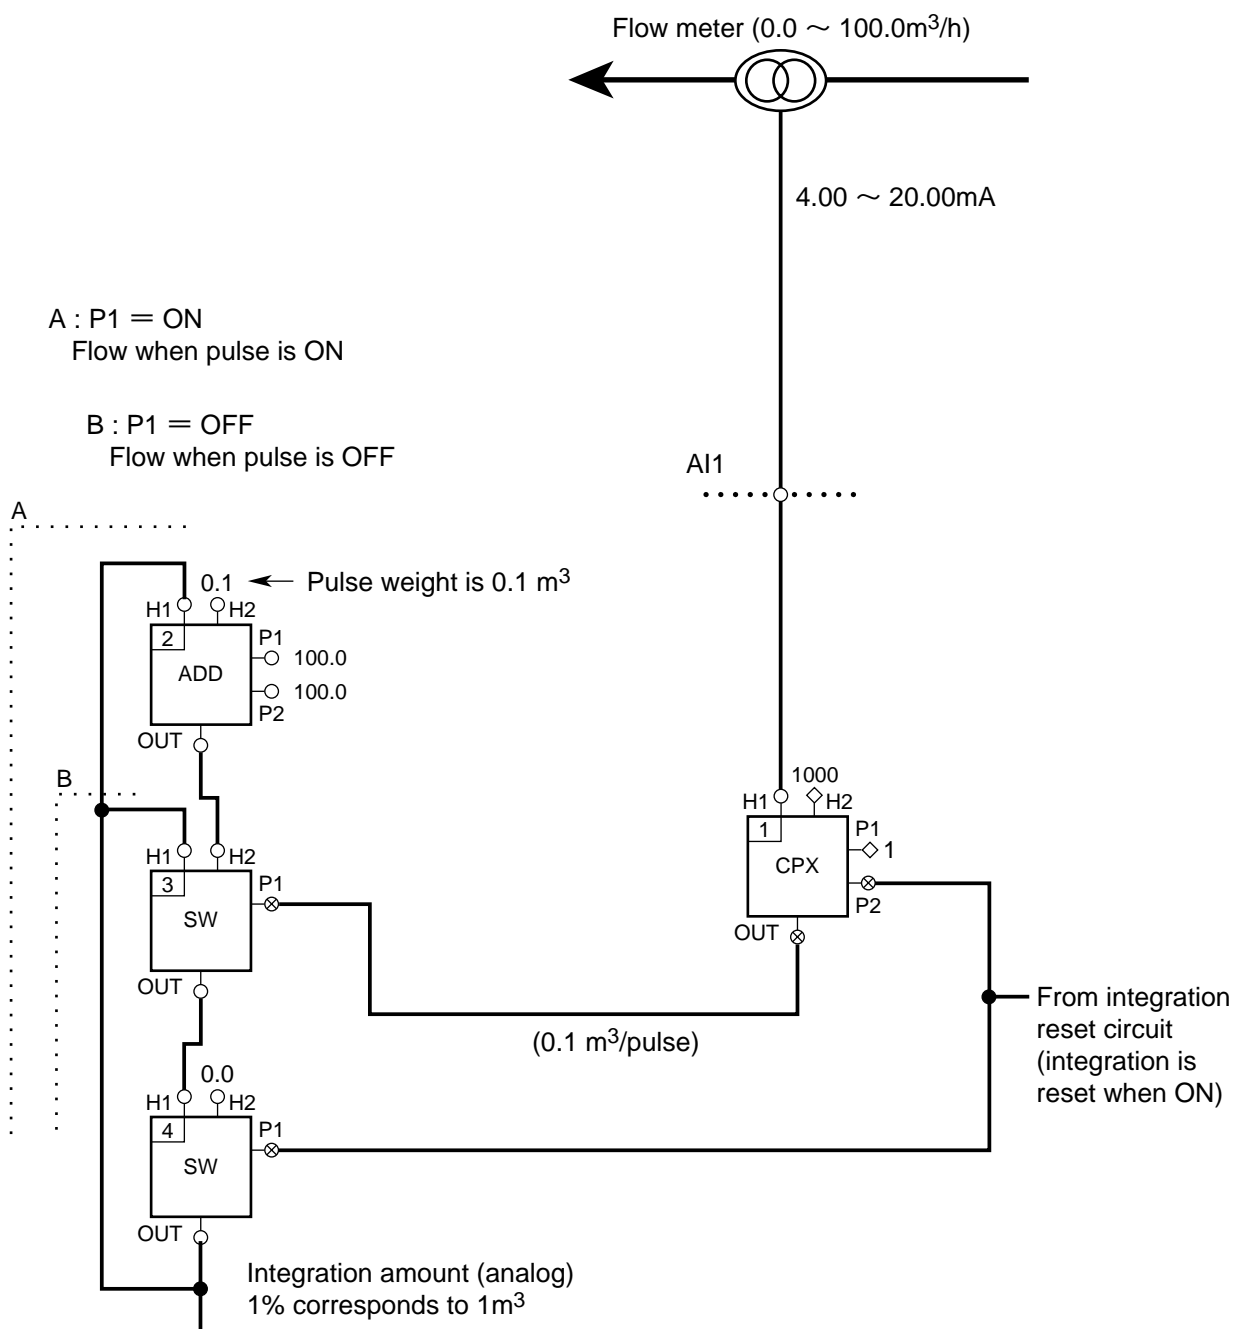 Flow meter (0.0 ～ 100.0m³/h)
4.00 ～ 20.00mA
A : P1 = ON
Flow when pulse is ON
B : P1 = OFF
Flow when pulse is OFF
AI1
A
0.1
Pulse weight is 0.1 m³
H1
H2
2
P1
ADD
100.0
100.0
P2
OUT
B
1000
H1
H2
1
P1
1
CPX
P2
OUT
H1
H2
3
P1
SW
OUT
From integration
reset circuit
(integration is
reset when ON)
(0.1 m³/pulse)
0.0
H1
H2
4
P1
SW
OUT
Integration amount (analog)
1% corresponds to 1m³